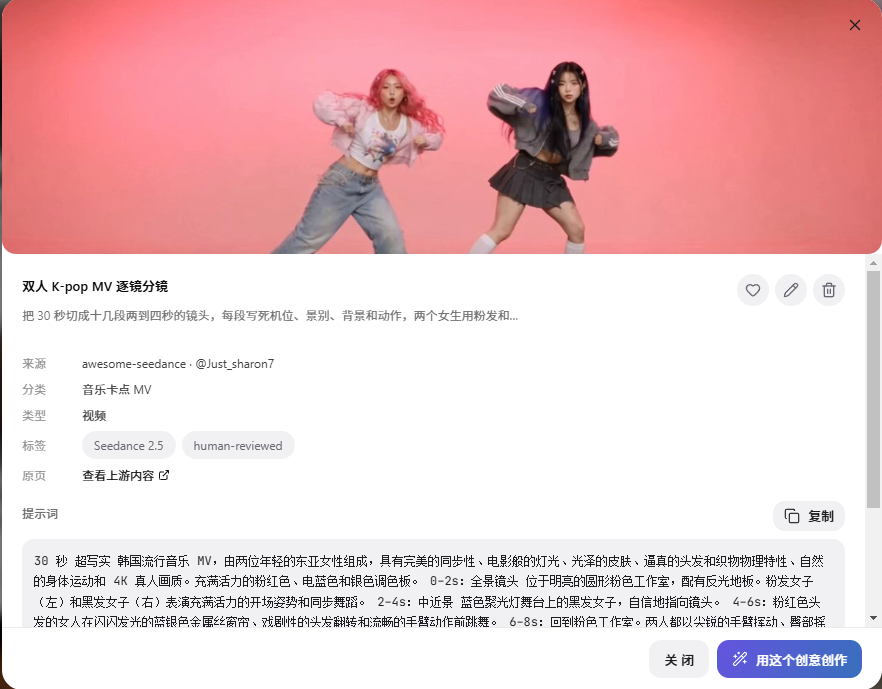 双人 K-pop MV 逐镜分镜
把 30 秒切成十几段两到四秒的镜头，每段写死机位、景别、背景和动作，两个女生用粉发和...
来源 awesome-seedance · @Just_sharon7
分类 音乐卡点 MV
类型 视频
标签 Seedance 2.5 human-reviewed
原页 查看上游内容
提示词 复制
30 秒 超写实 韩国流行音乐 MV，由两位年轻的东亚女性组成，具有完美的同步性、电影般的灯光、光泽的皮肤、逼真的头发和织物物理特性、自然
的身体运动和 4K 真人画质。充满活力的粉红色、电蓝色和银色调色板。 0-2s：全景镜头 位于明亮的圆形粉色工作室，配有反光地板。粉发女子
（左）和黑发女子（右）表演充满活力的开场姿势和同步舞蹈。 2-4s：中近景 蓝色聚光灯舞台上的黑发女子，自信地指向镜头。 4-6s：粉红色头
发的女人在闪闪发光的蓝银色金属丝窗帘、戏剧性的头发翻转和流畅的手臂动作前跳舞。 6-8s：回到粉色工作室。两人都以尖锐的手臂挥动、臀部摇
关闭 用这个创意创作